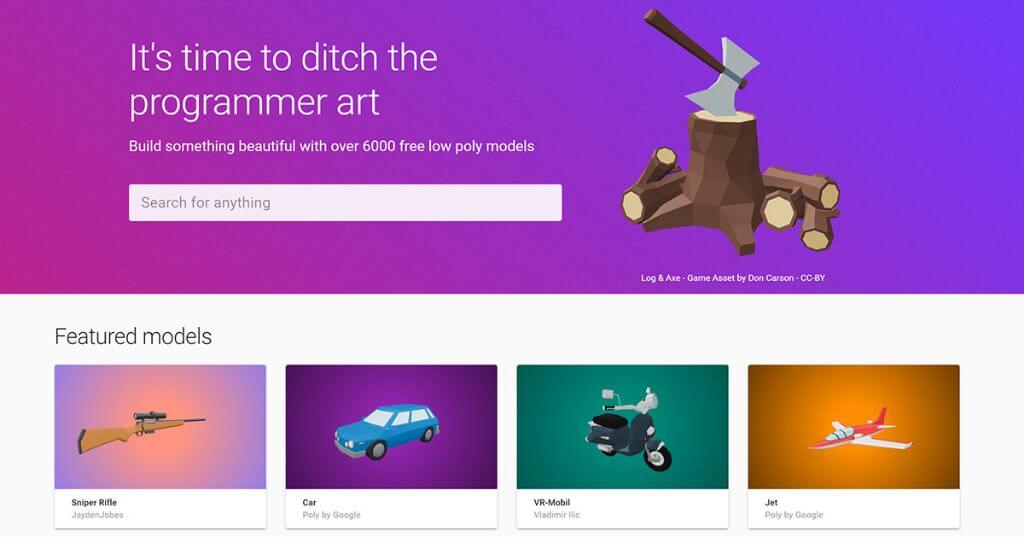 It's time to ditch the
programmer art
Build something beautiful with over 6000 free low poly models
Search for anything
Log & Axe - Game Asset by Don Carson - CC-BY
Featured models
Sniper Rifle
JaydenJobes
Car
Poly by Google
VR-Mobil
Vladimir Ilic
Jet
Poly by Google